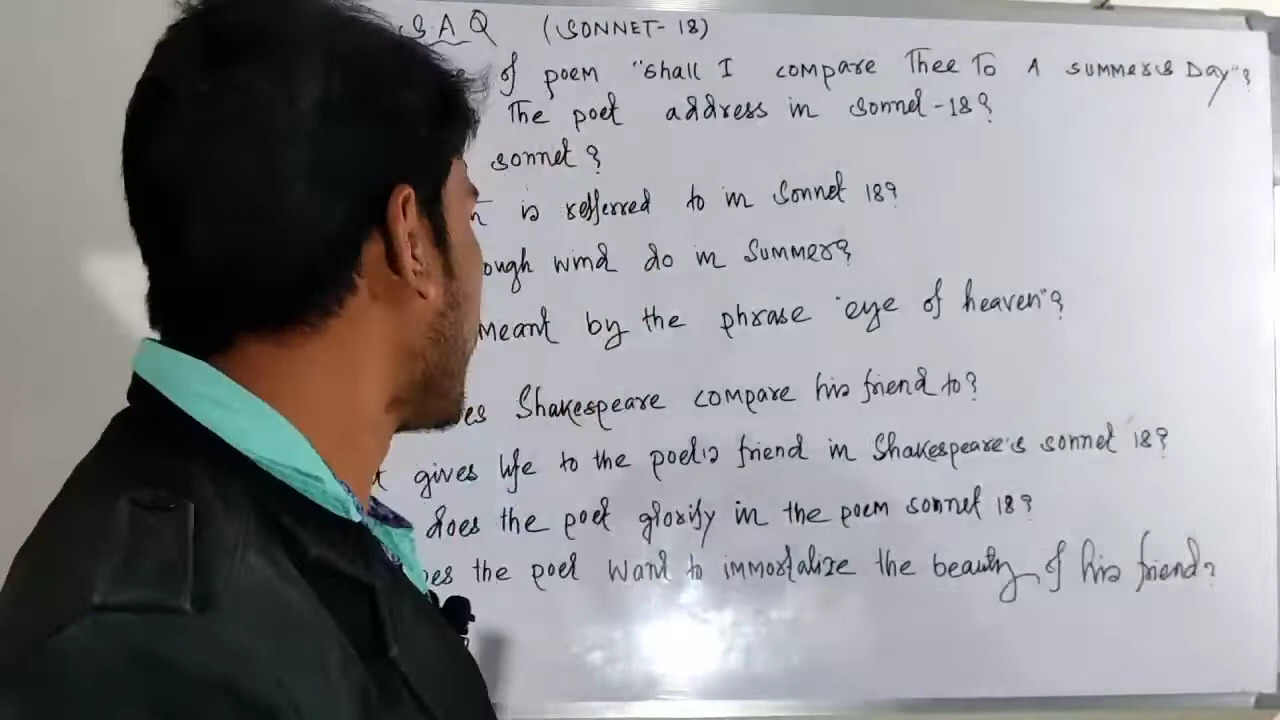 S.A.Q (SONNET-18)
of poem "Shall I compare Thee To A SUMMER'S Day"?
The poet address in Sonnet-18?
sonnet?
is referred to in Sonnet 18?
ough wind do in Summer?
meant by the phrase "eye of heaven"?
es Shakespeare compare his friend to?
t gives life to the poet's friend in Shakespeare's sonnet 18?
does the poet glorify in the poem sonnet 18?
oes the poet want to immortalize the beauty of his friend?